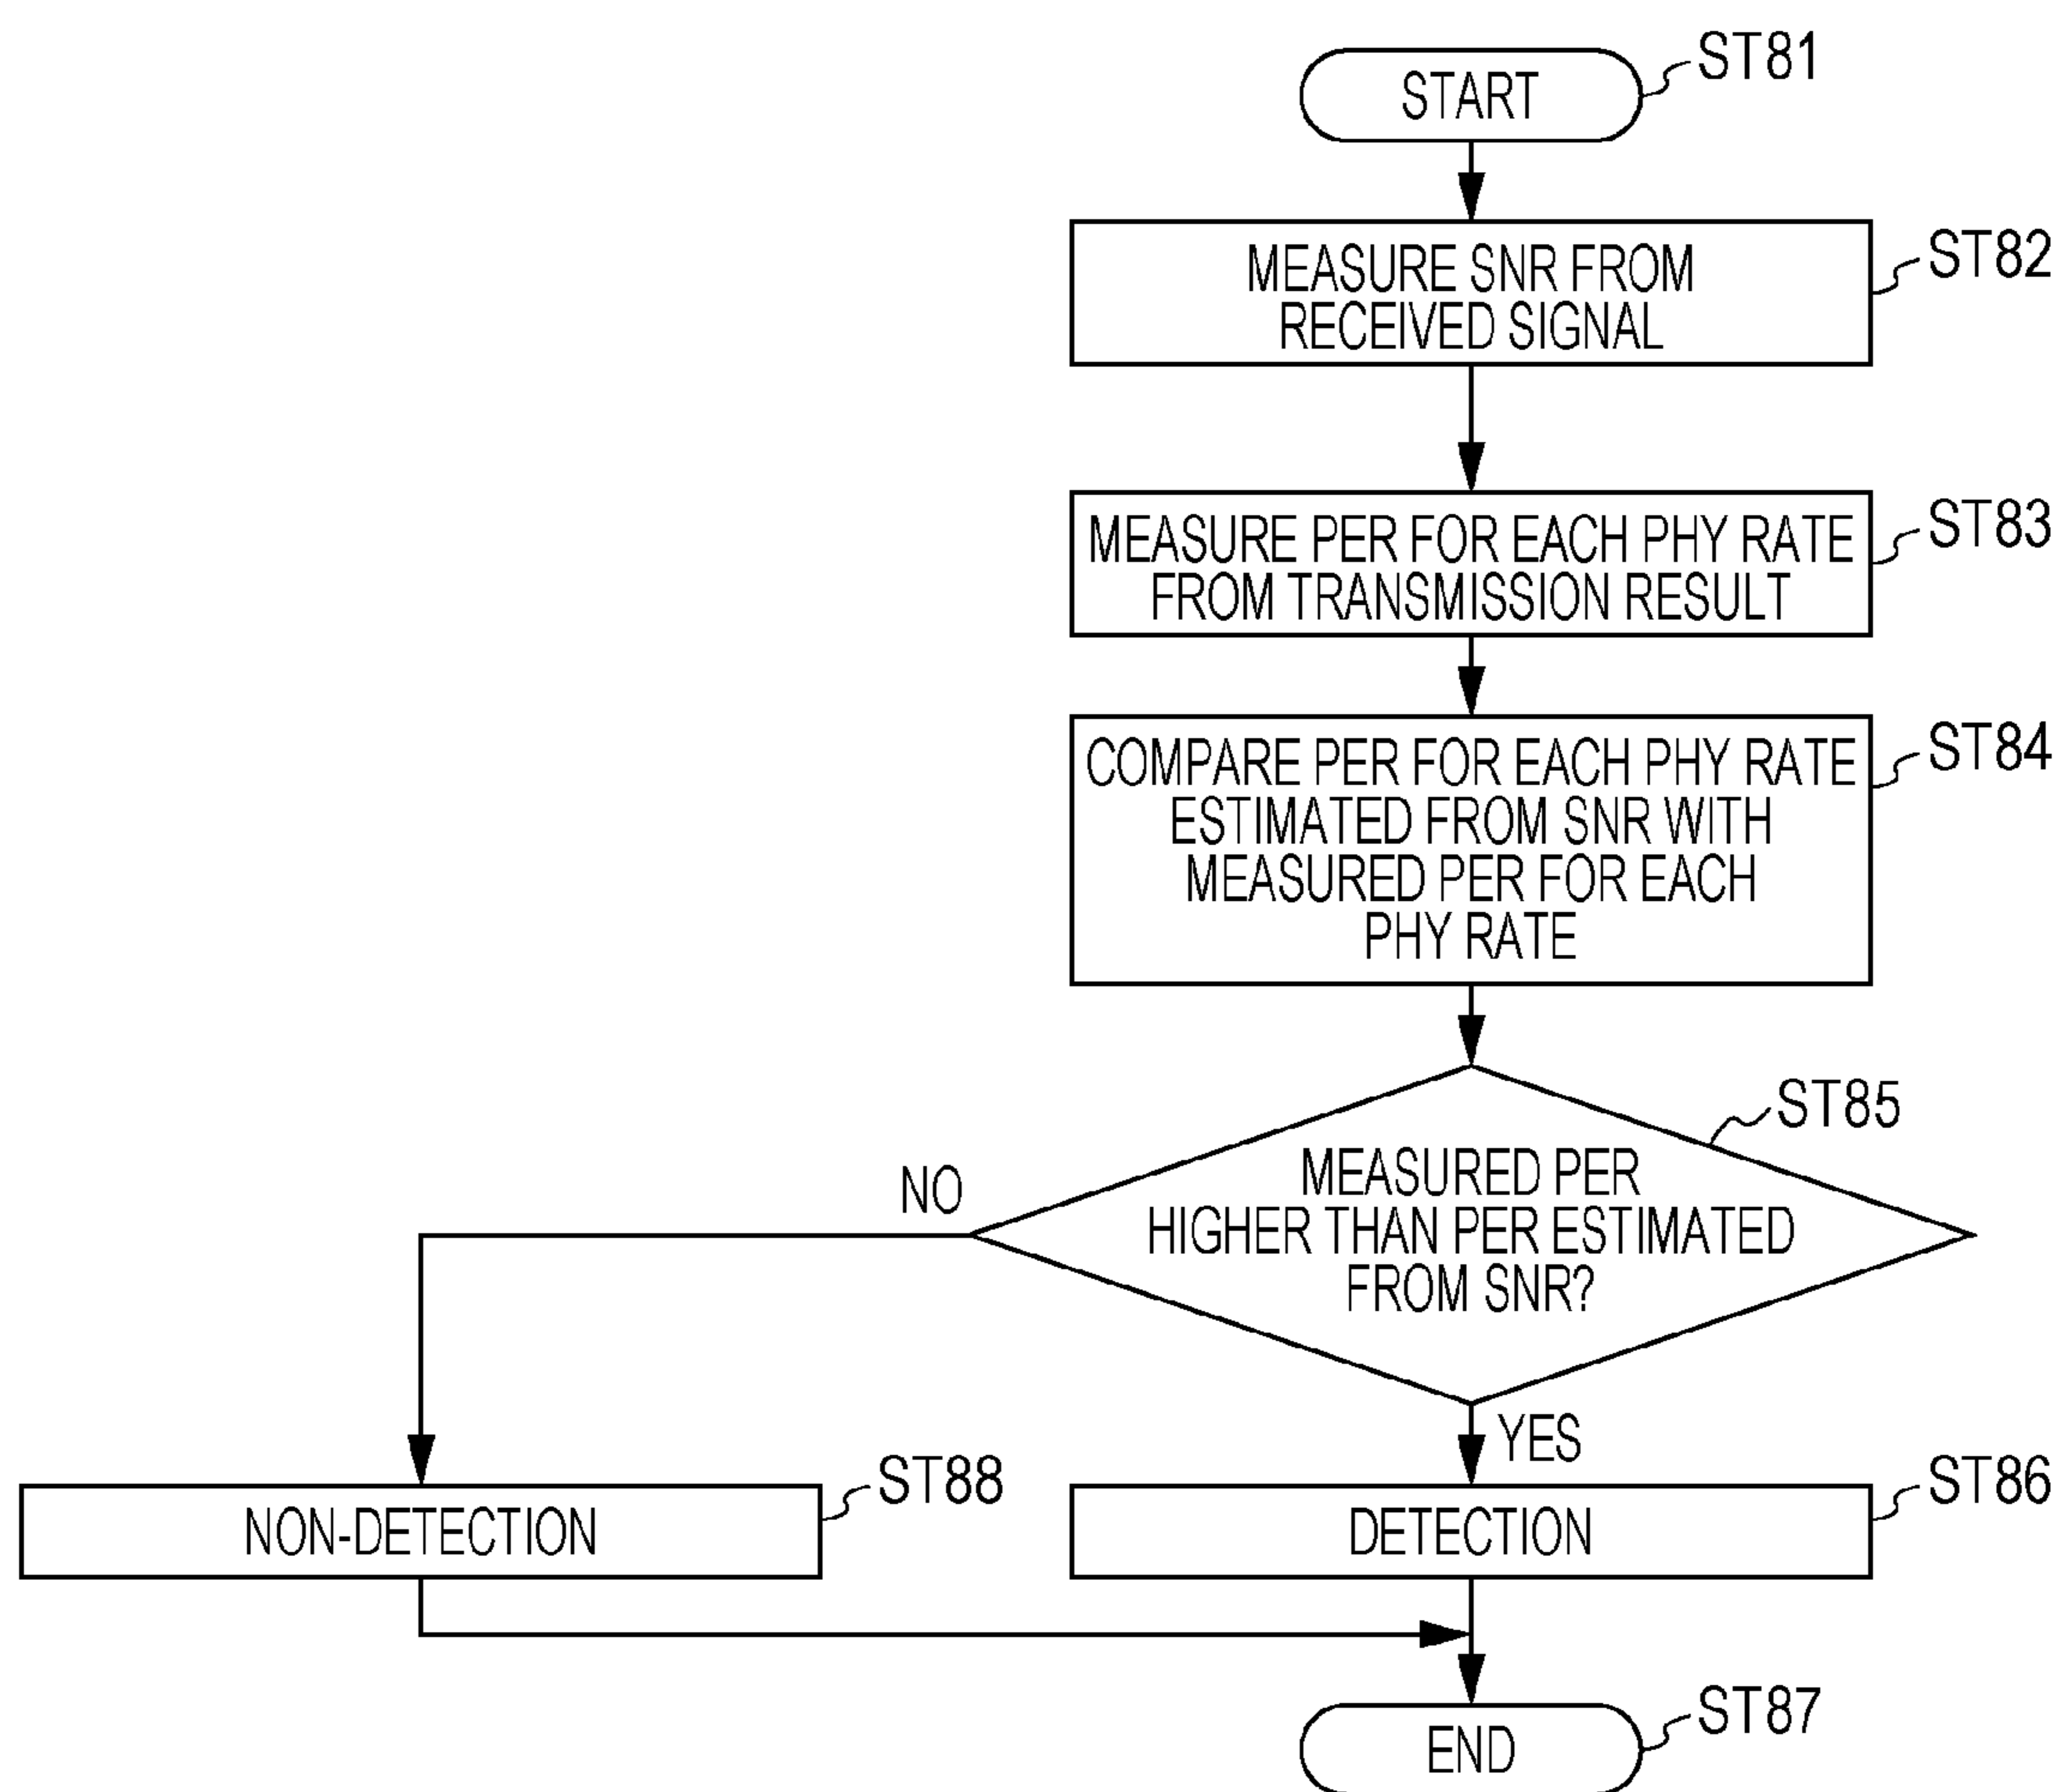 START
ST81
MEASURE SNR FROM
RECEIVED SIGNAL
ST82
MEASURE PER FOR EACH PHY RATE
FROM TRANSMISSION RESULT
ST83
COMPARE PER FOR EACH PHY RATE
ESTIMATED FROM SNR WITH
MEASURED PER FOR EACH
PHY RATE
ST84
MEASURED PER
HIGHER THAN PER ESTIMATED
FROM SNR?
ST85
NO
YES
NON-DETECTION
ST88
DETECTION
ST86
END
ST87